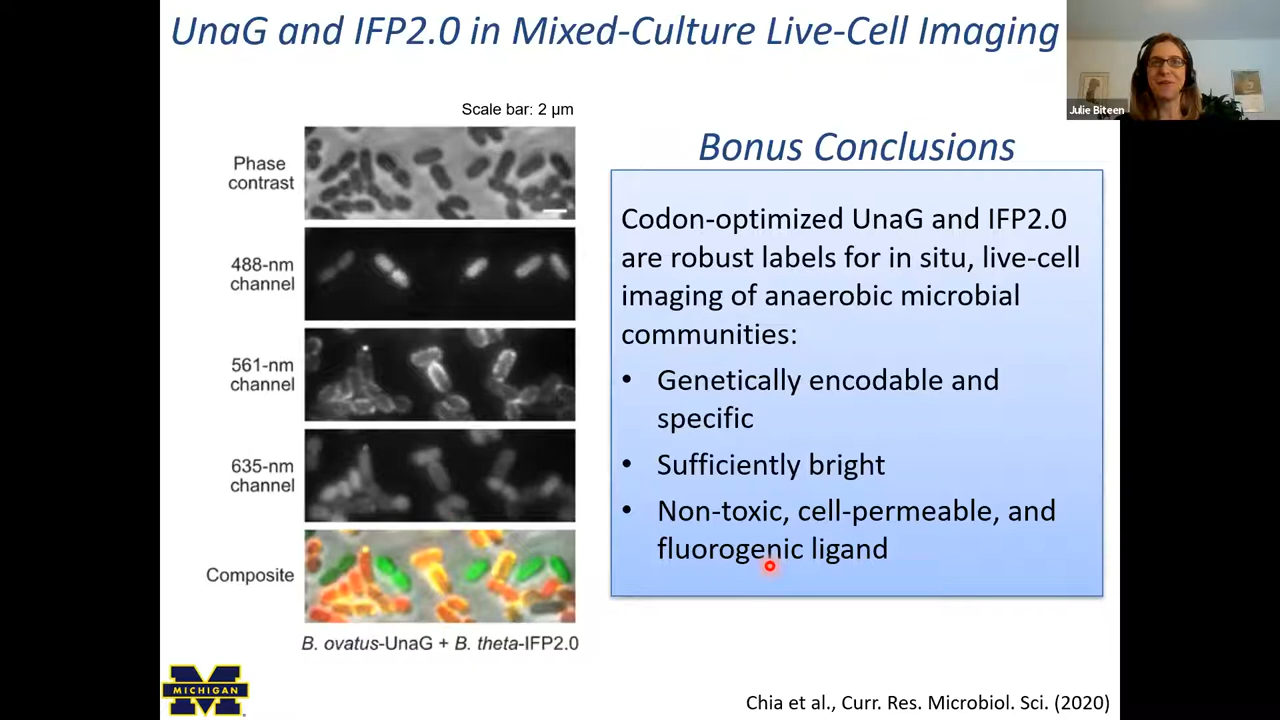 UnaG and IFP2.0 in Mixed-Culture Live-Cell Imaging
Julie Biteen
Scale bar: 2 μm
Phase
contrast
488-nm
channel
561-nm
channel
635-nm
channel
Composite
B. ovatus-UnaG + B. theta-IFP2.0
Bonus Conclusions
Codon-optimized UnaG and IFP2.0
are robust labels for in situ, live-cell
imaging of anaerobic microbial
communities:
• Genetically encodable and
specific
• Sufficiently bright
• Non-toxic, cell-permeable, and
fluorogenic ligand
MICHIGAN
Chia et al., Curr. Res. Microbiol. Sci. (2020)